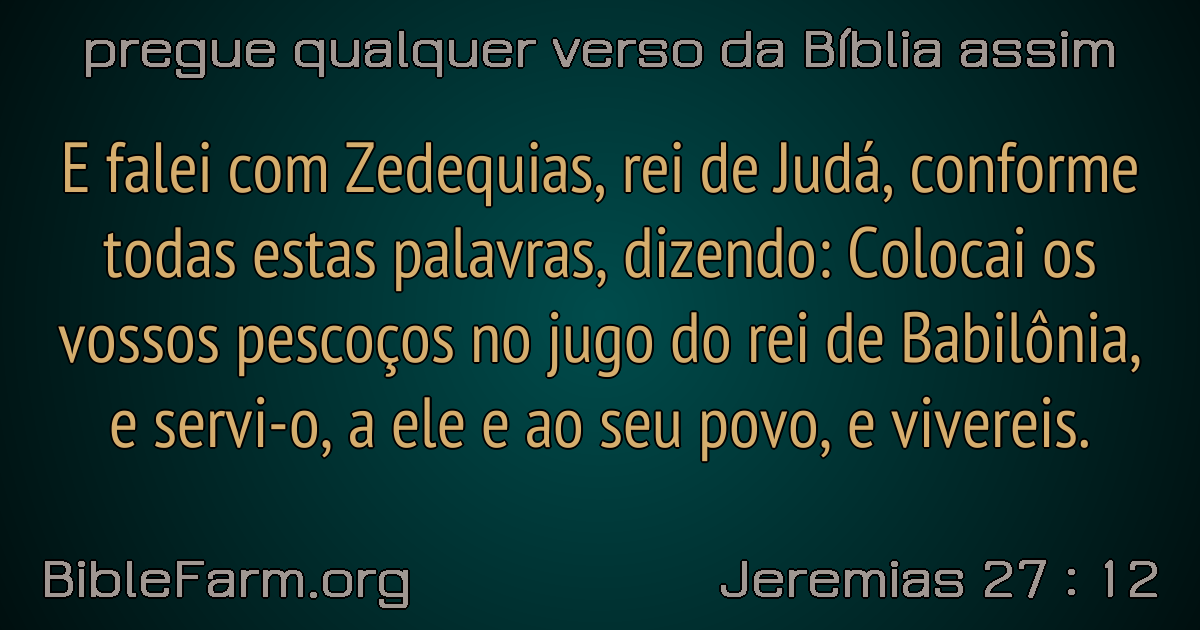 pregue qualquer verso da Bíblia assim
E falei com Zedequias, rei de Judá, conforme
todas estas palavras, dizendo: Colocai os
vossos pescoços no jugo do rei de Babilônia,
e servi-o, a ele e ao seu povo, e vivereis.
BibleFarm.org
Jeremias 27 : 12